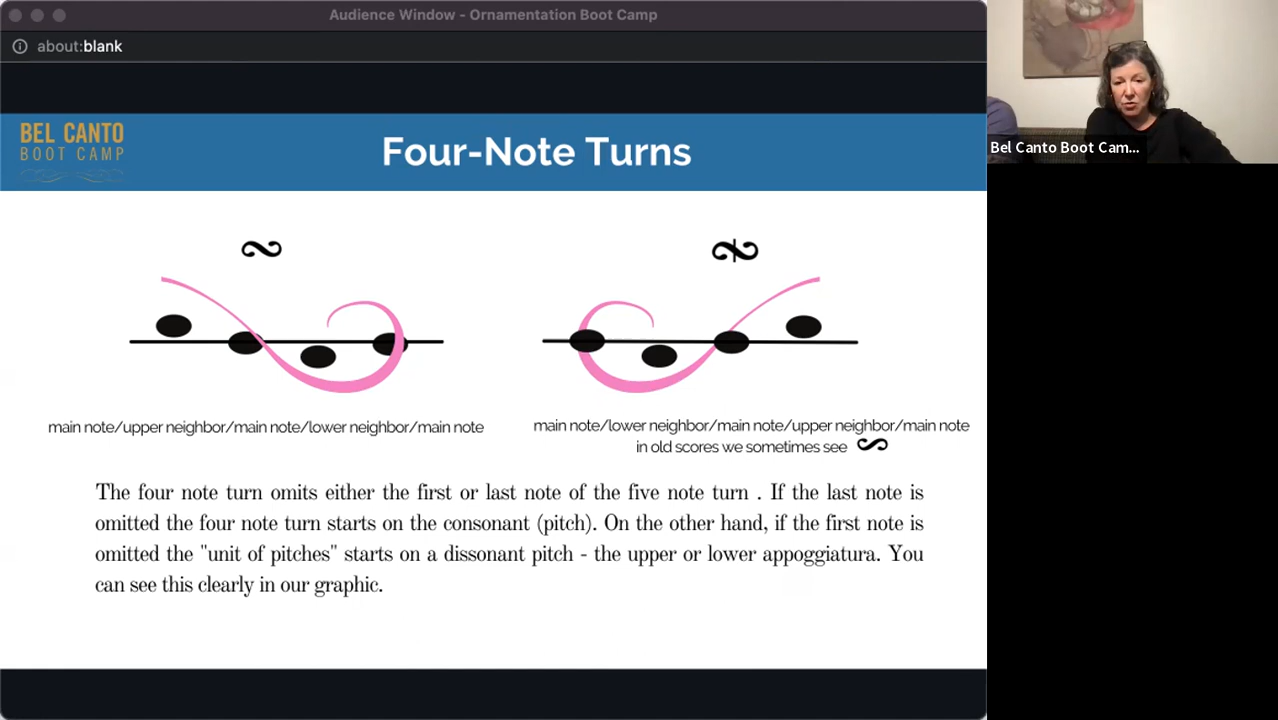 Audience Window - Ornamentation Boot Camp
about:blank
BEL CANTO
BOOT CAMP
Four-Note Turns
Bel Canto Boot Cam...
main note/upper neighbor/main note/lower neighbor/main note
main note/lower neighbor/main note/upper neighbor/main note
in old scores we sometimes see
The four note turn omits either the first or last note of the five note turn . If the last note is
omitted the four note turn starts on the consonant (pitch). On the other hand, if the first note is
omitted the "unit of pitches" starts on a dissonant pitch - the upper or lower appoggiatura. You
can see this clearly in our graphic.